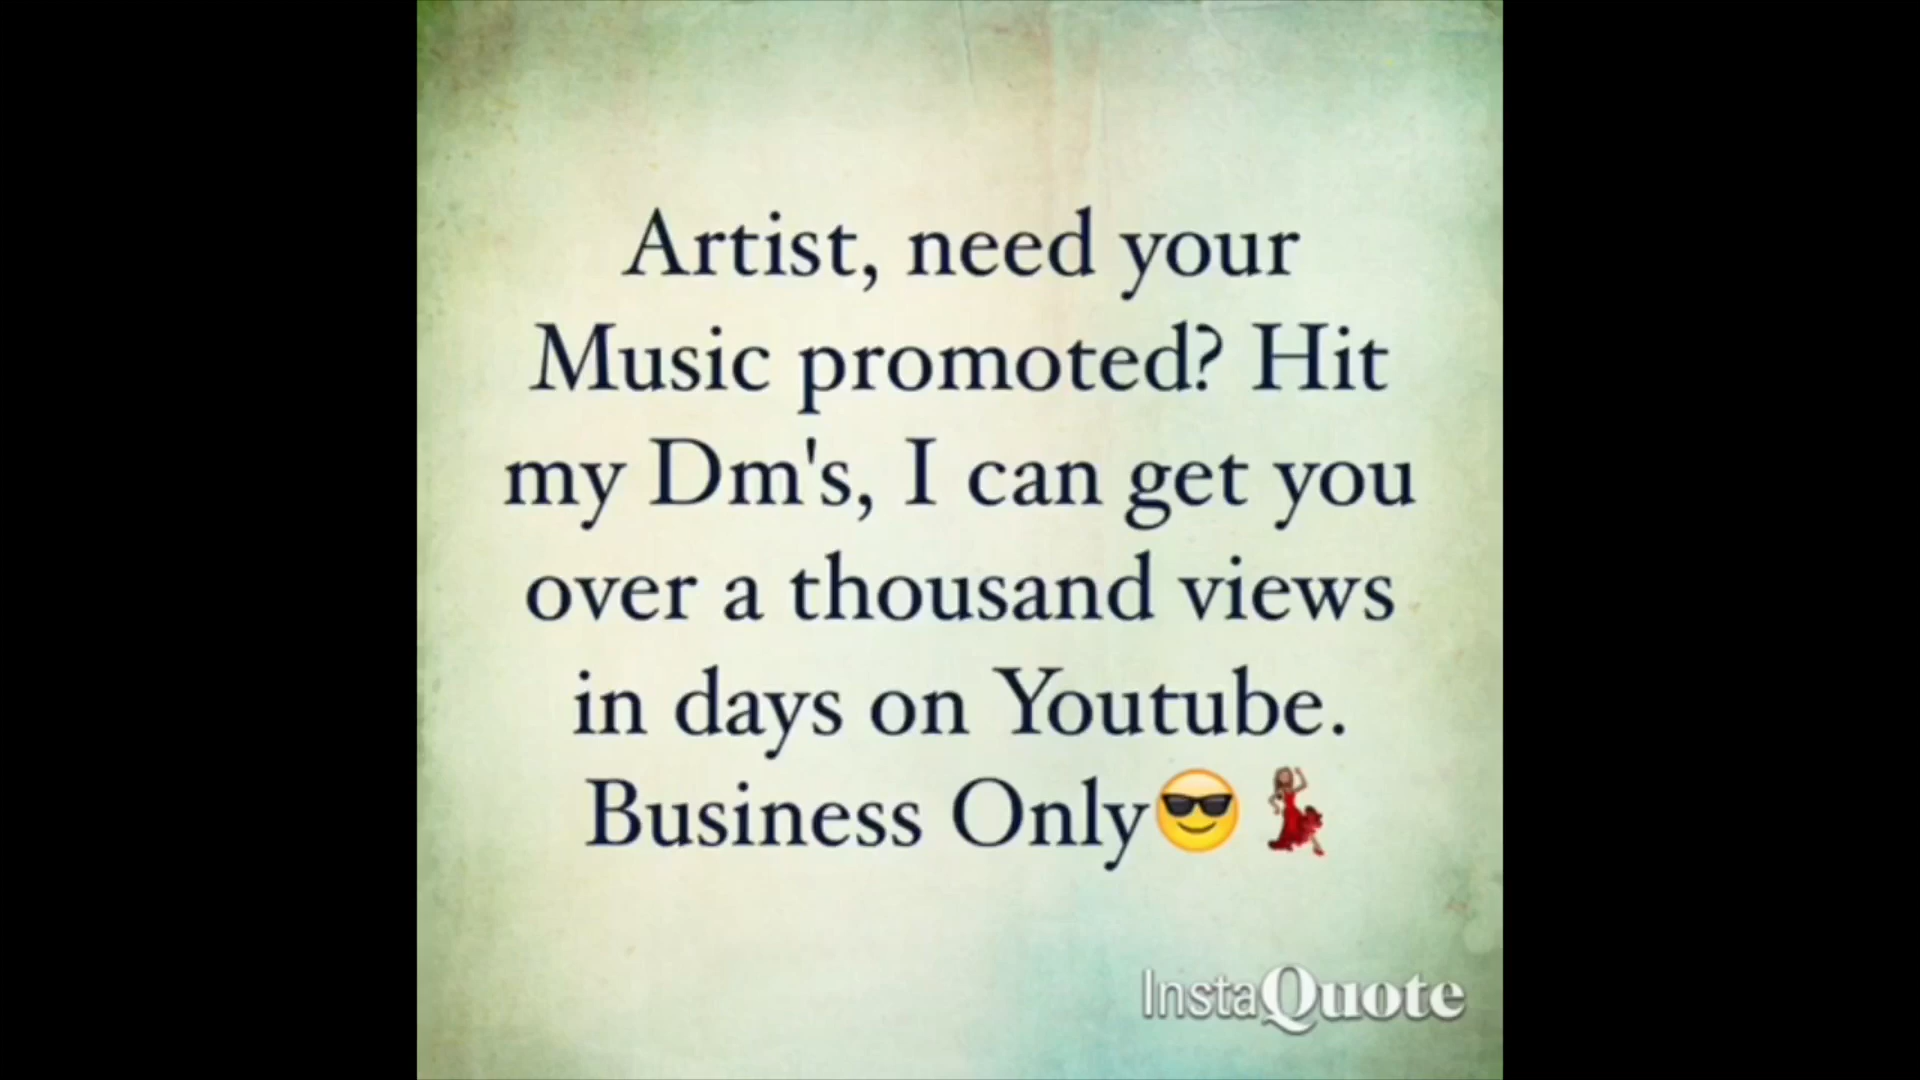 Artist, need your
Music promoted? Hit
my Dm's, I can get you
over a thousand views
in days on Youtube.
Business Only😎💃
InstaQuote